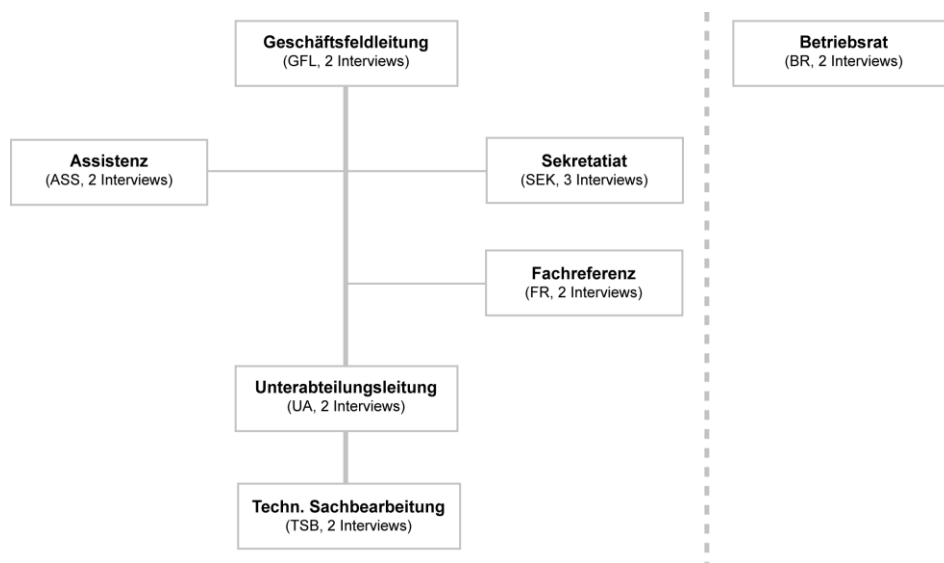 Geschäftsfeldleitung
(GFL, 2 Interviews)
Betriebsrat
(BR, 2 Interviews)
Assistenz
(ASS, 2 Interviews)
Sekretatiat
(SEK, 3 Interviews)
Fachreferenz
(FR, 2 Interviews)
Unterabteilungsleitung
(UA, 2 Interviews)
Techn. Sachbearbeitung
(TSB, 2 Interviews)